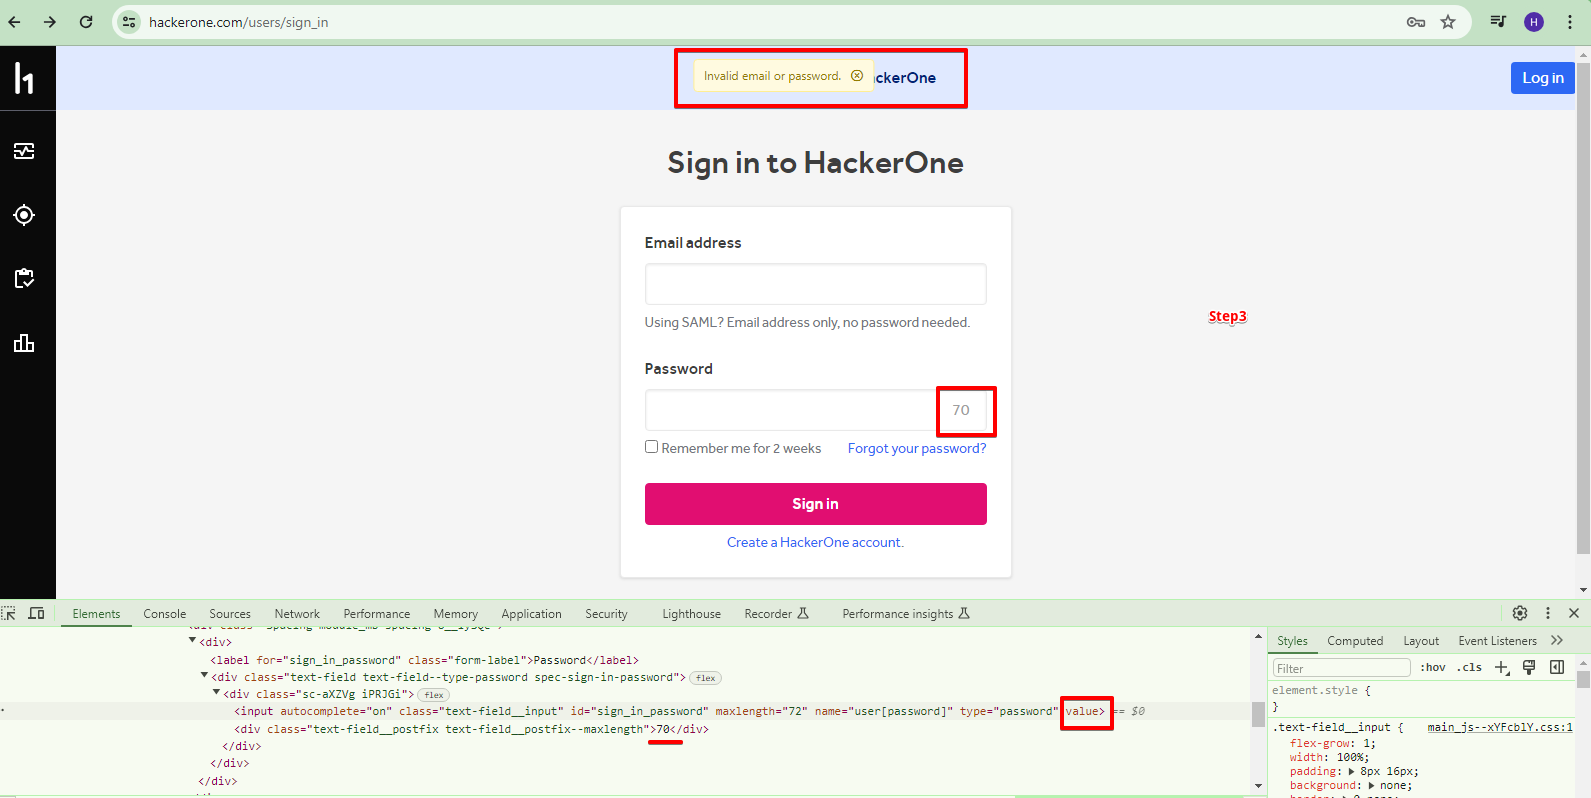 hackerone.com/users/sign_in
H
Invalid email or password.
ckerOne
Log in
Sign in to HackerOne
Email address
Using SAML? Email address only, no password needed.
Step3
Password
70
Remember me for 2 weeks Forgot your password?
Sign in
Create a HackerOne account.
Elements Console Sources Network Performance Memory Application Security Lighthouse Recorder Performance insights
<div>
<label for="sign_in_password" class="form-label">Password</label>
<div class="text-field text-field--type-password spec-sign-in-password"> flex
<div class="sc-aXZVg iPRJGi"> flex
<input autocomplete="on" class="text-field__input" id="sign_in_password" maxlength="72" name="user[password]" type="password" value> == $0
<div class="text-field__postfix text-field__postfix--maxlength">70</div>
</div>
</div>
</div>
Styles Computed Layout Event Listeners
Filter :hov .cls
element.style {
}
.text-field__input { main_js--xYFcblY.css:1
flex-grow: 1;
width: 100%;
padding: 8px 16px;
background: none;